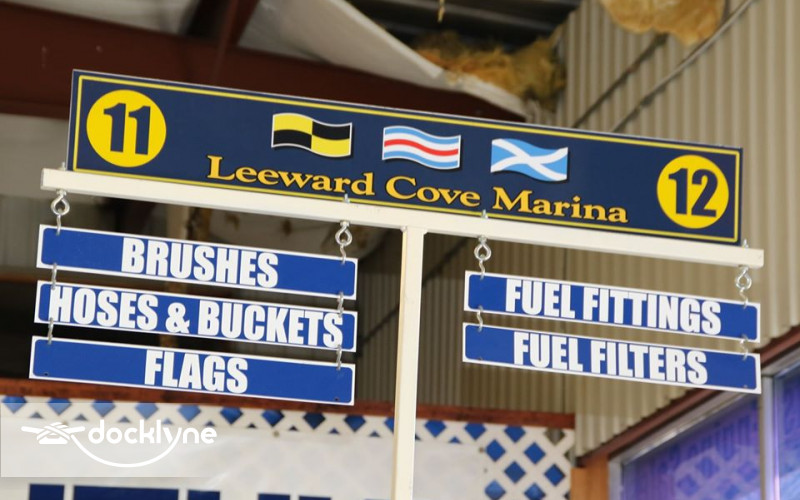 11
Leeward Cove Marina
12
BRUSHES
HOSES & BUCKETS
FLAGS
FUEL FITTINGS
FUEL FILTERS
docklyne